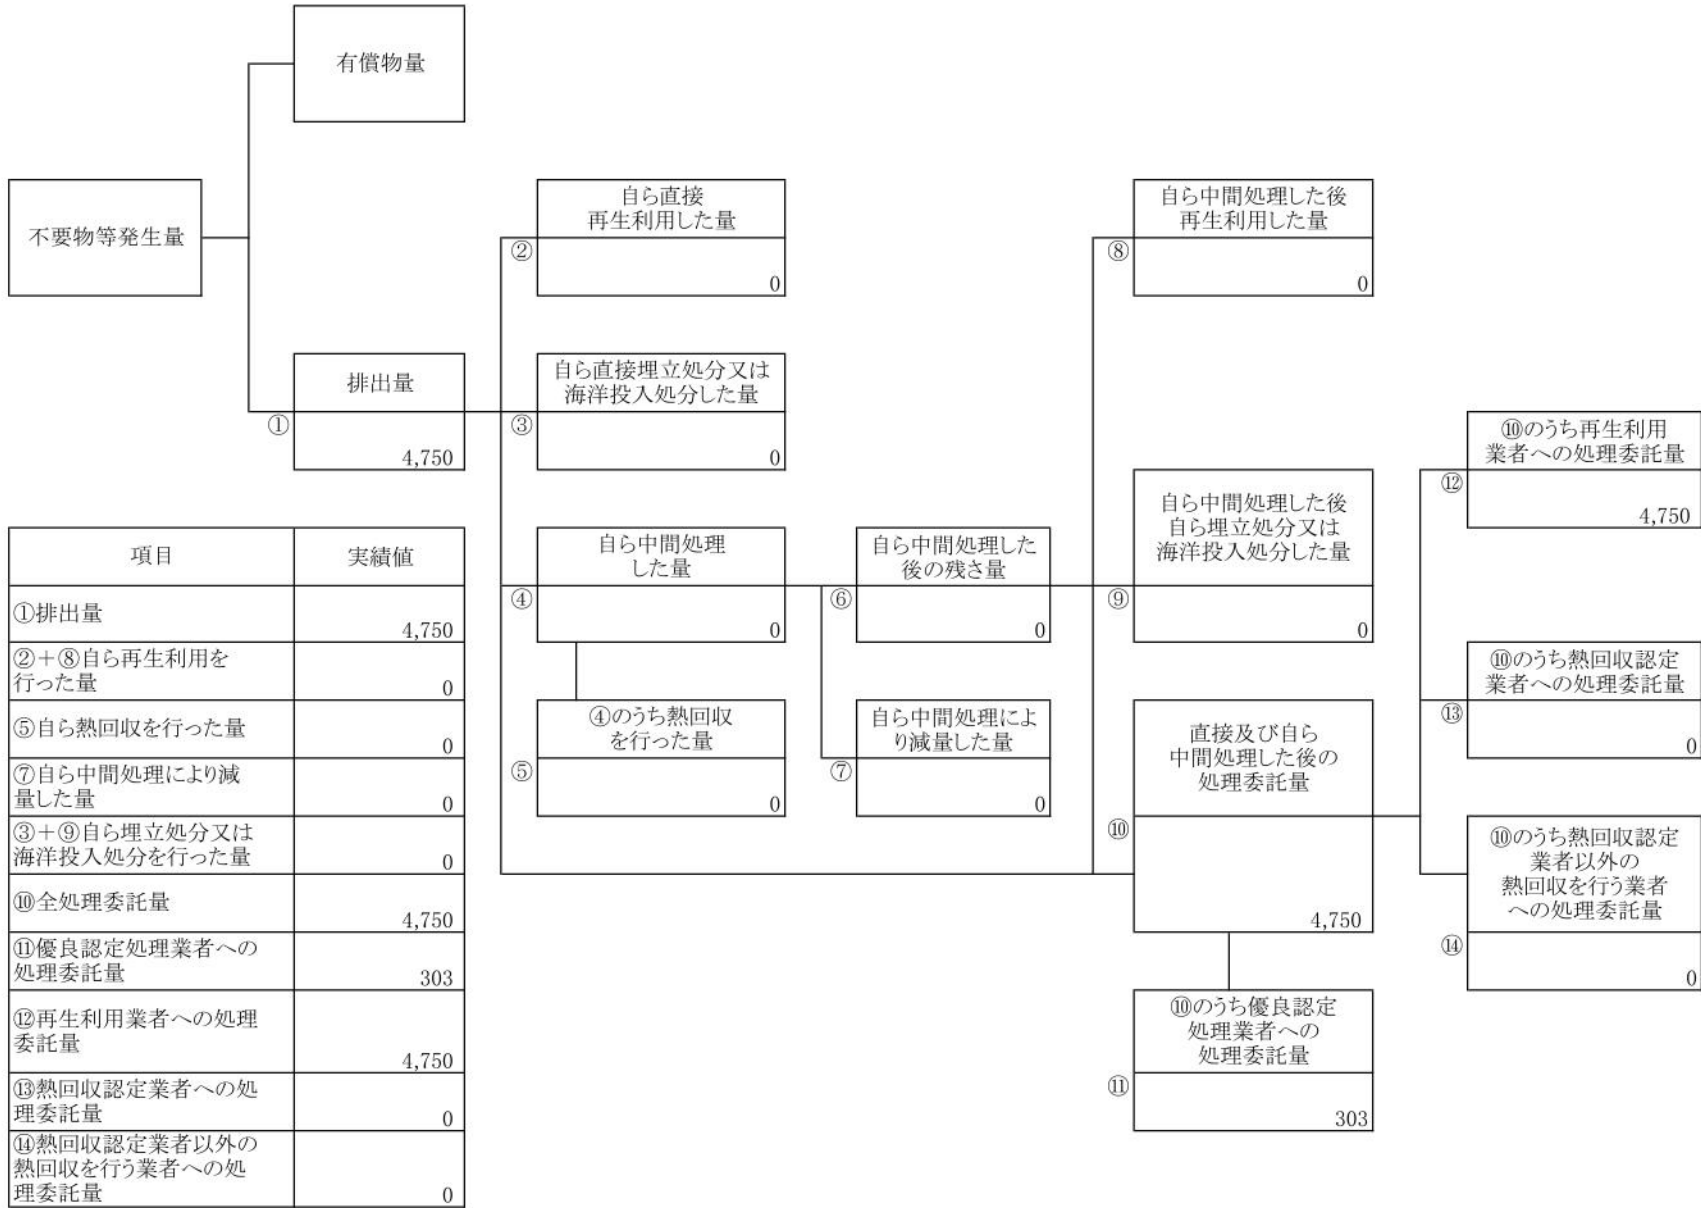 有償物量
不要物等発生量
自ら直接
再生利用した量
②
0
自ら中間処理した後
再生利用した量
⑧
0
排出量
①
4,750
自ら直接埋立処分又は
海洋投入処分した量
③
0
⑩のうち再生利用
業者への処理委託量
⑫
4,750
自ら中間処理
した量
④
0
自ら中間処理した
後の残さ量
⑥
0
自ら中間処理した後
自ら埋立処分又は
海洋投入処分した量
⑨
0
⑩のうち熱回収認定
業者への処理委託量
⑬
0
④のうち熱回収
を行った量
⑤
0
自ら中間処理によ
り減量した量
⑦
0
直接及び自ら
中間処理した後の
処理委託量
⑩
4,750
⑩のうち熱回収認定
業者以外の
熱回収を行う業者
への処理委託量
⑭
0
⑩のうち優良認定
処理業者への
処理委託量
⑪
303
項目 実績値
①排出量
4,750
②+⑧自ら再生利用を
行った量
0
⑤自ら熱回収を行った量
0
⑦自ら中間処理により減
量した量
0
③+⑨自ら埋立処分又は
海洋投入処分を行った量
0
⑩全処理委託量
4,750
⑪優良認定処理業者への
処理委託量
303
⑫再生利用業者への処理
委託量
4,750
⑬熱回収認定業者への処
理委託量
0
⑭熱回収認定業者以外の
熱回収を行う業者への処
理委託量
0